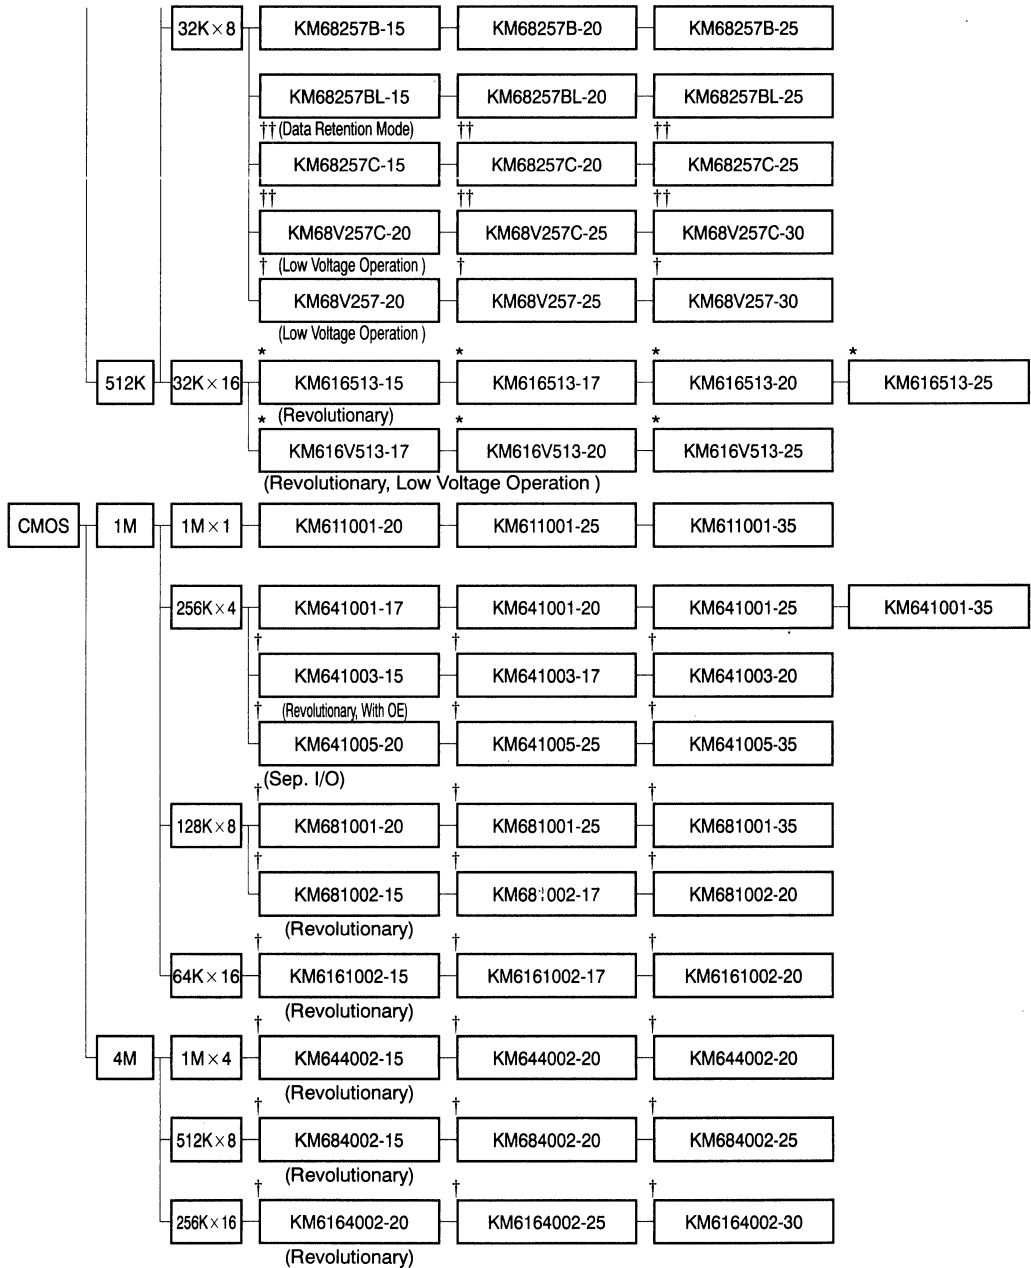 32K×8 KM68257B-15 KM68257B-20 KM68257B-25
KM68257BL-15 KM68257BL-20 KM68257BL-25
††(Data Retention Mode) †† ††
KM68257C-15 KM68257C-20 KM68257C-25
†† †† ††
KM68V257C-20 KM68V257C-25 KM68V257C-30
† (Low Voltage Operation ) † †
KM68V257-20 KM68V257-25 KM68V257-30
(Low Voltage Operation )
* * * *
512K 32K×16 KM616513-15 KM616513-17 KM616513-20 KM616513-25
(Revolutionary)
* * *
KM616V513-17 KM616V513-20 KM616V513-25
(Revolutionary, Low Voltage Operation )
CMOS 1M 1M×1 KM611001-20 KM611001-25 KM611001-35
256K×4 KM641001-17 KM641001-20 KM641001-25 KM641001-35
† † †
KM641003-15 KM641003-17 KM641003-20
† (Revolutionary, With OE) † †
KM641005-20 KM641005-25 KM641005-35
(Sep. I/O)
† † †
128K×8 KM681001-20 KM681001-25 KM681001-35
† † †
KM681002-15 KM681002-17 KM681002-20
(Revolutionary)
† † †
64K×16 KM6161002-15 KM6161002-17 KM6161002-20
(Revolutionary)
† † †
4M 1M×4 KM644002-15 KM644002-20 KM644002-20
(Revolutionary)
† † †
512K×8 KM684002-15 KM684002-20 KM684002-25
(Revolutionary)
† † †
256K×16 KM6164002-20 KM6164002-25 KM6164002-30
(Revolutionary)